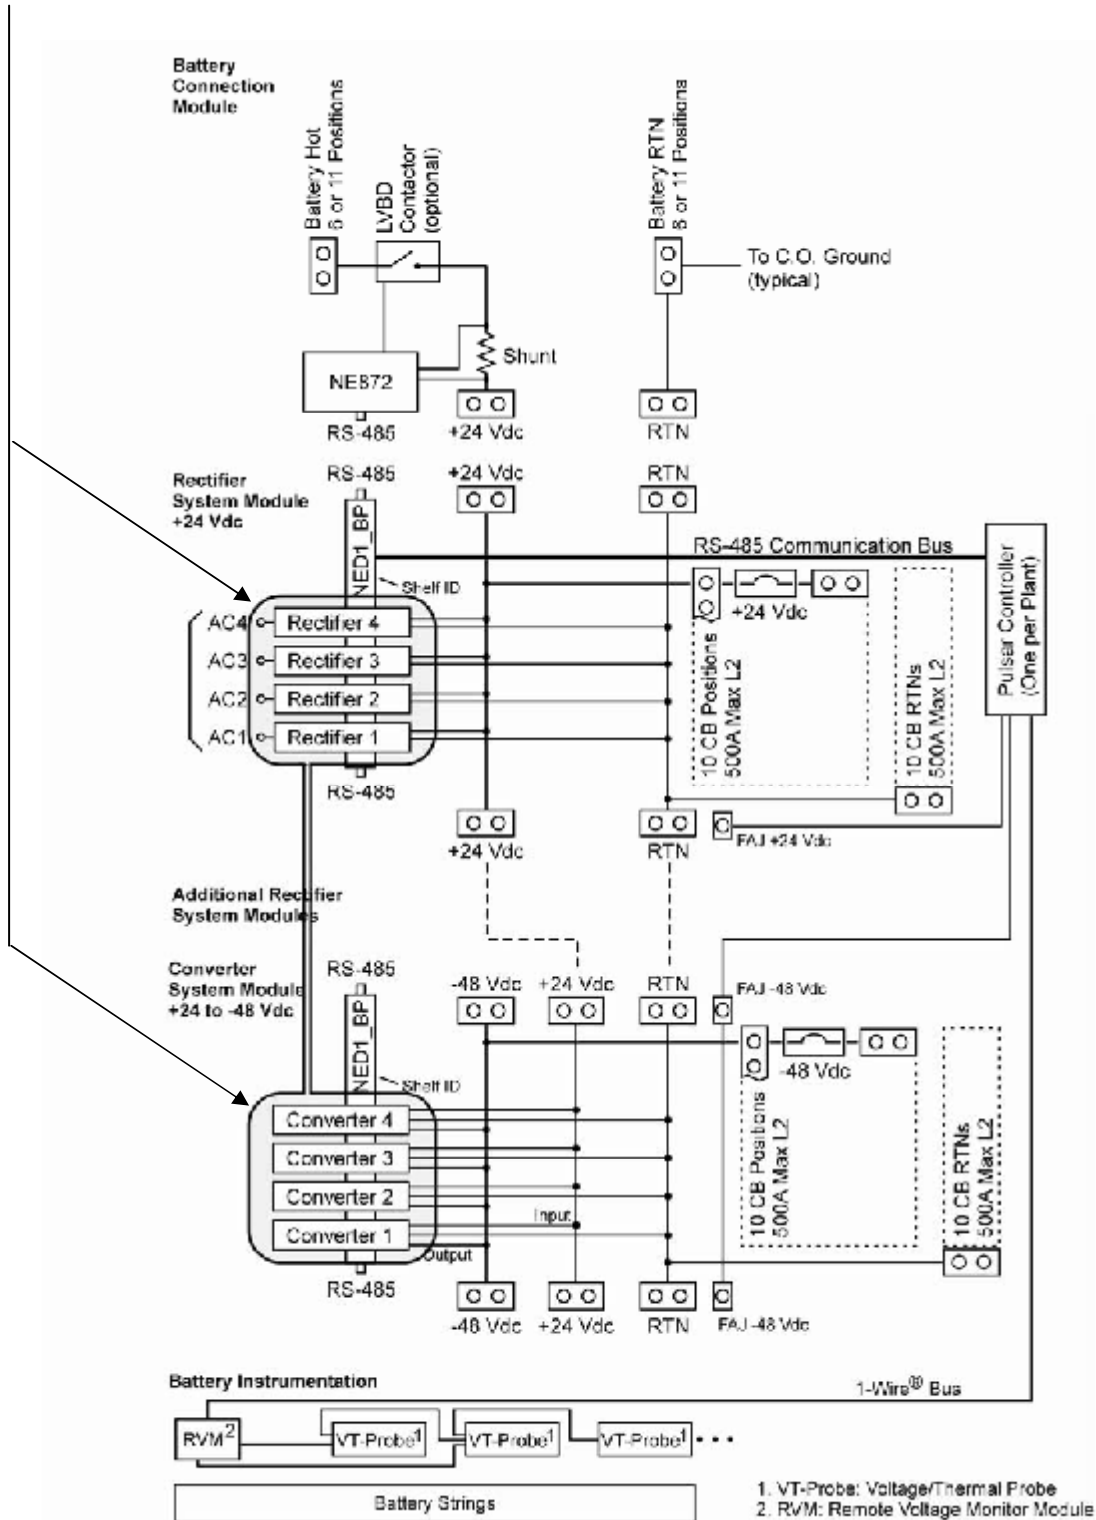 Battery
Connection
Module
Battery Hot
6 or 11 Positions
LVBD
Contactor
(optional)
Battery RTN
6 or 11 Positions
To C.O. Ground
(typical)
NE872
Shunt
RS-485
+24 Vdc
RTN
Rectifier
System Module
+24 Vdc
RS-485
+24 Vdc
RTN
NED1_BP
Shelf ID
RS-485 Communication Bus
+24 Vdc
10 CB Positions
500A Max L2
10 CB RTNs
500A Max L2
Pulsar Controller
(One per Plant)
AC4
Rectifier 4
AC3
Rectifier 3
AC2
Rectifier 2
AC1
Rectifier 1
RS-485
+24 Vdc
RTN
FAJ +24 Vdc
Additional Rectifier
System Modules
Converter
System Module
+24 to -48 Vdc
RS-485
-48 Vdc
+24 Vdc
RTN
FAJ -48 Vdc
NED1_BP
Shelf ID
-48 Vdc
10 CB Positions
500A Max L2
10 CB RTNs
500A Max L2
Converter 4
Converter 3
Converter 2
Input
Converter 1
Output
RS-485
-48 Vdc
+24 Vdc
RTN
FAJ -48 Vdc
Battery Instrumentation
1-Wire® Bus
RVM2
VT-Probe1
VT-Probe1
VT-Probe1
Battery Strings
1. VT-Probe: Voltage/Thermal Probe
2. RVM: Remote Voltage Monitor Module